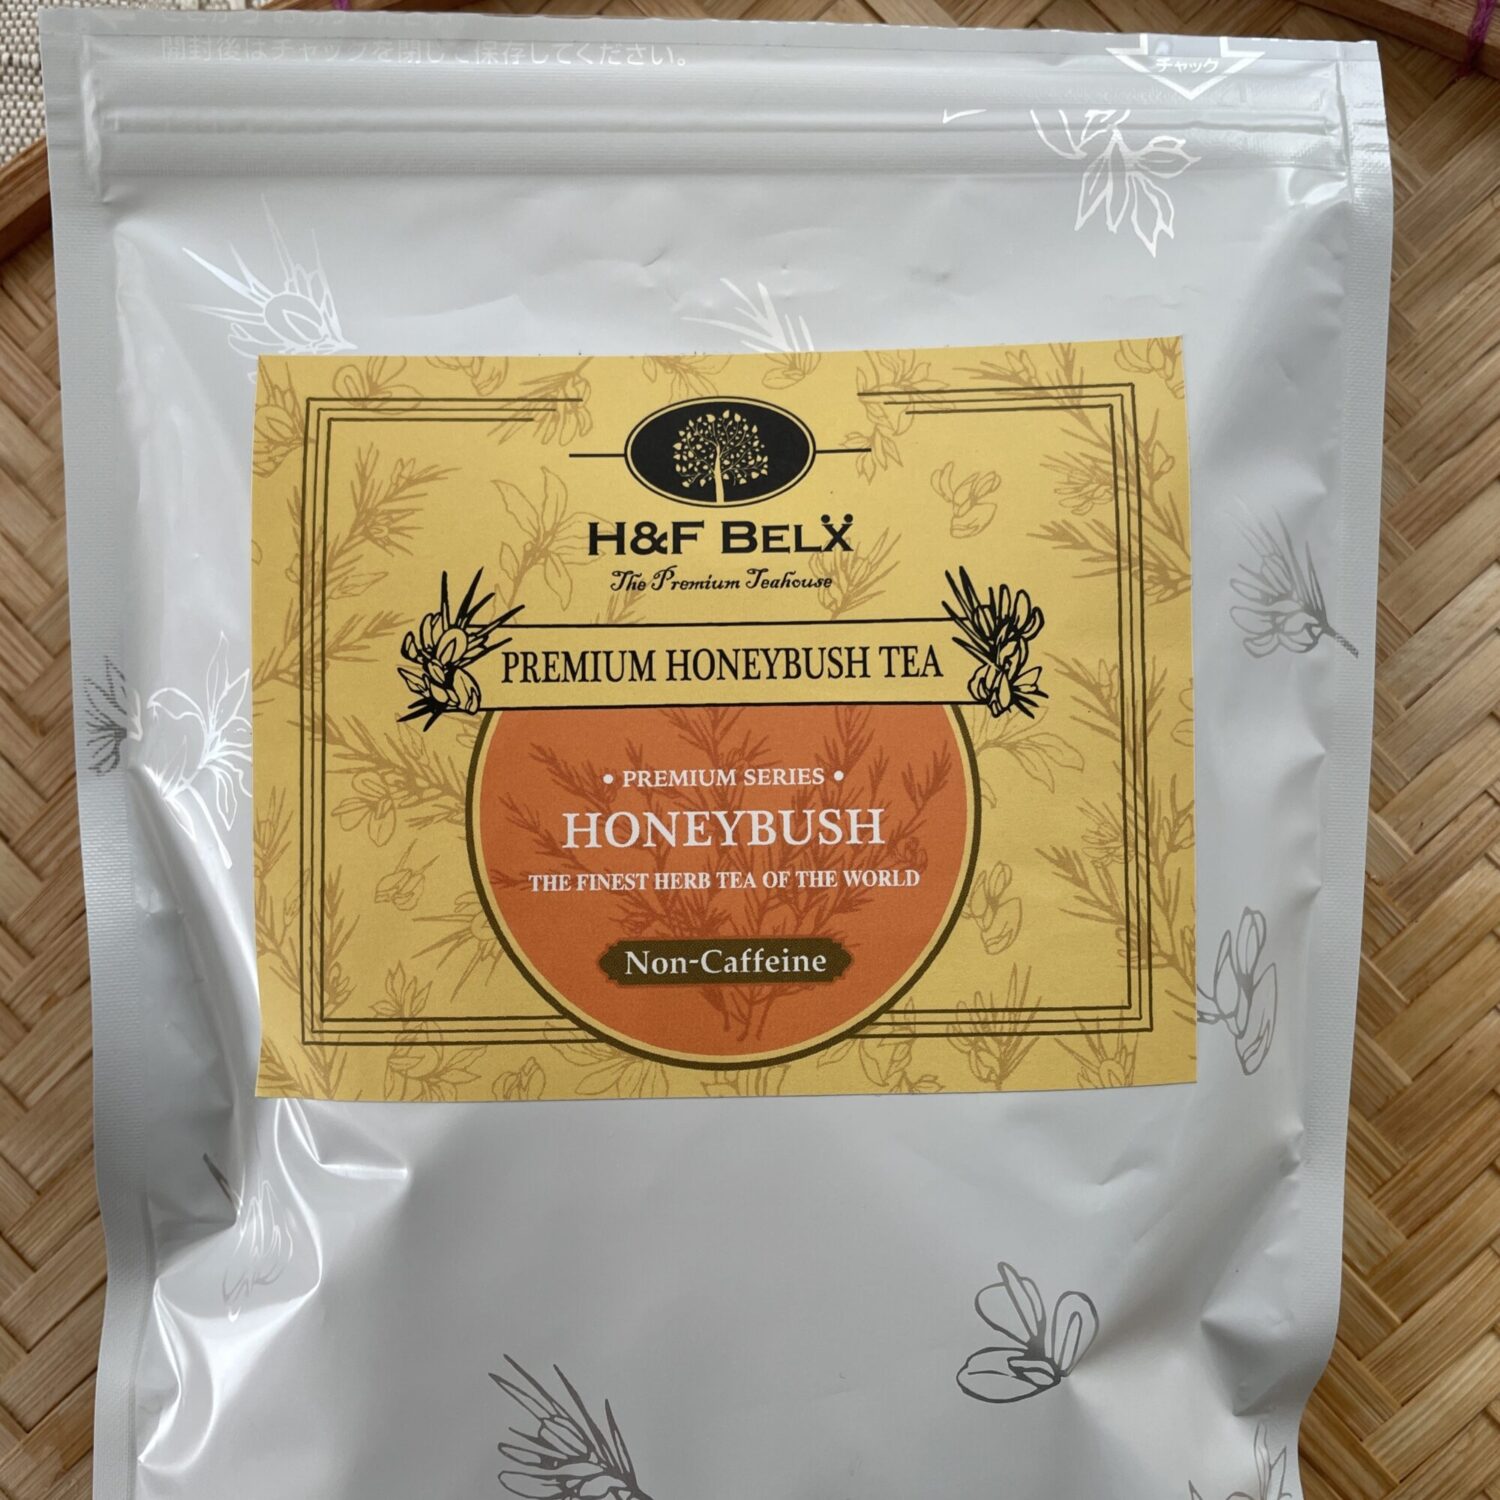 開封後はチャックを閉じて保存してください。
チャック
H&F BELX
The Premium Teahouse
PREMIUM HONEYBUSH TEA
• PREMIUM SERIES •
HONEYBUSH
THE FINEST HERB TEA OF THE WORLD
Non-Caffeine